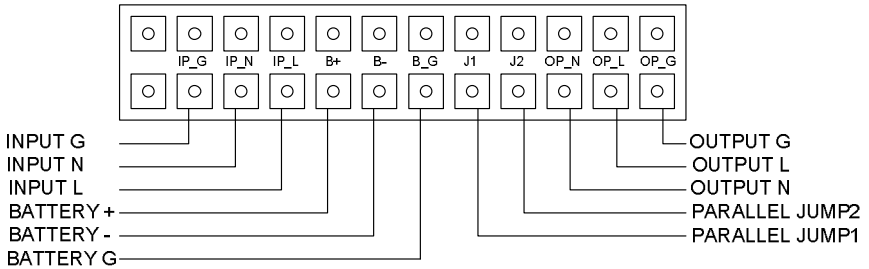 IP_G IP_N IP_L B+ B- B_G J1 J2 OP_N OP_L OP_G
INPUT G OUTPUT G
INPUT N OUTPUT L
INPUT L OUTPUT N
BATTERY + PARALLEL JUMP2
BATTERY - PARALLEL JUMP1
BATTERY G